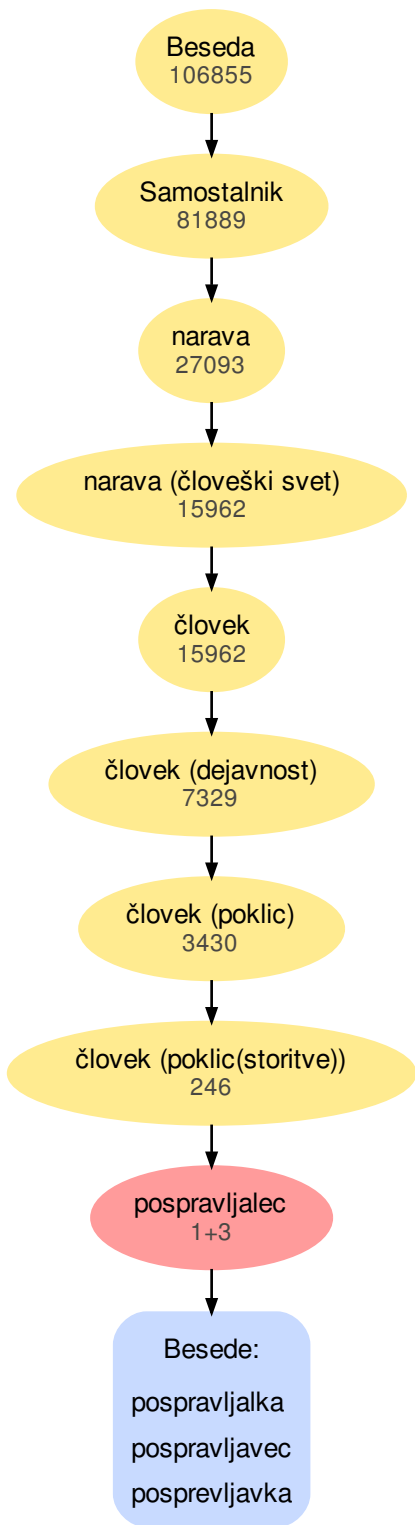 Beseda
106855
Samostalnik
81889
narava
27093
narava (človeški svet)
15962
človek
15962
človek (dejavnost)
7329
človek (poklic)
3430
človek (poklic(storitve))
246
pospravljalec
1+3
Besede:
pospravljalka
pospravljavec
posprevljavka